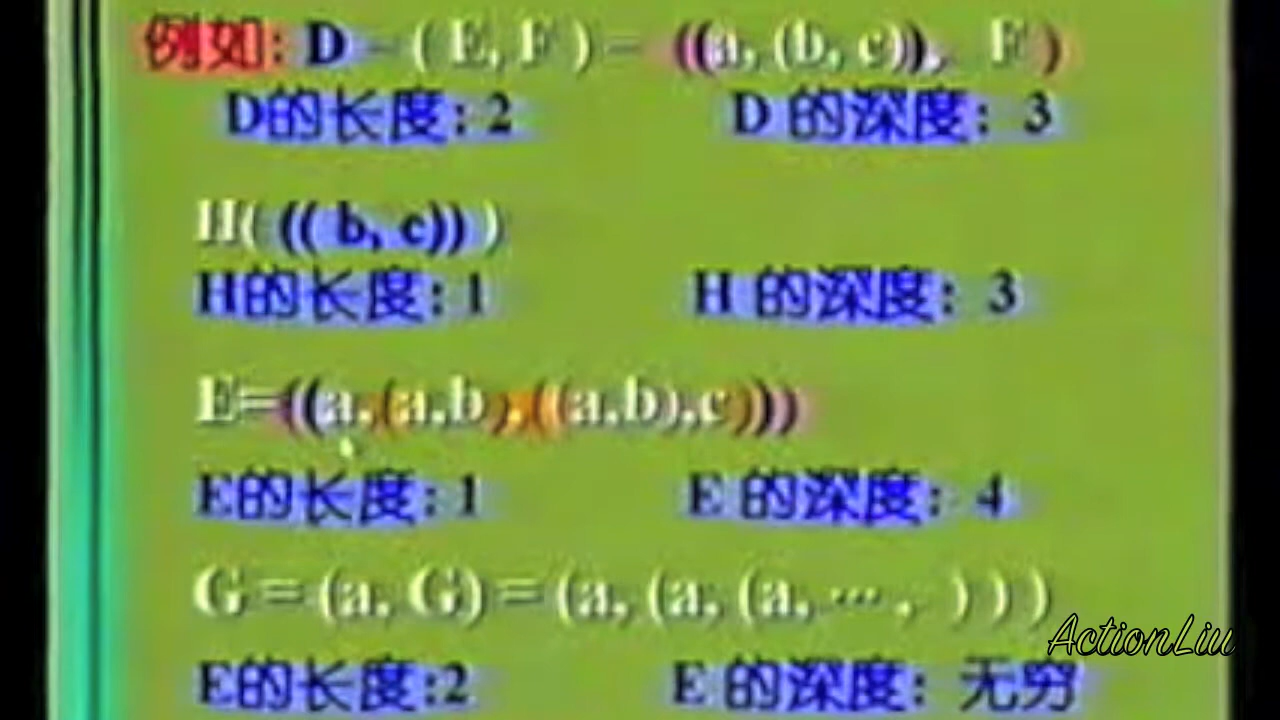 例如: D = ( E, F ) = ((a, (b, c)), F )
D的长度: 2 D 的深度: 3
H( (( b, c)) )
H的长度: 1 H 的深度: 3
E=((a,(a,b),((a,b),c)))
E的长度: 1 E 的深度: 4
G = (a, G) = (a, (a, (a, ··· , ) ) )
ActionLiu
E的长度:2 E 的深度: 无穷